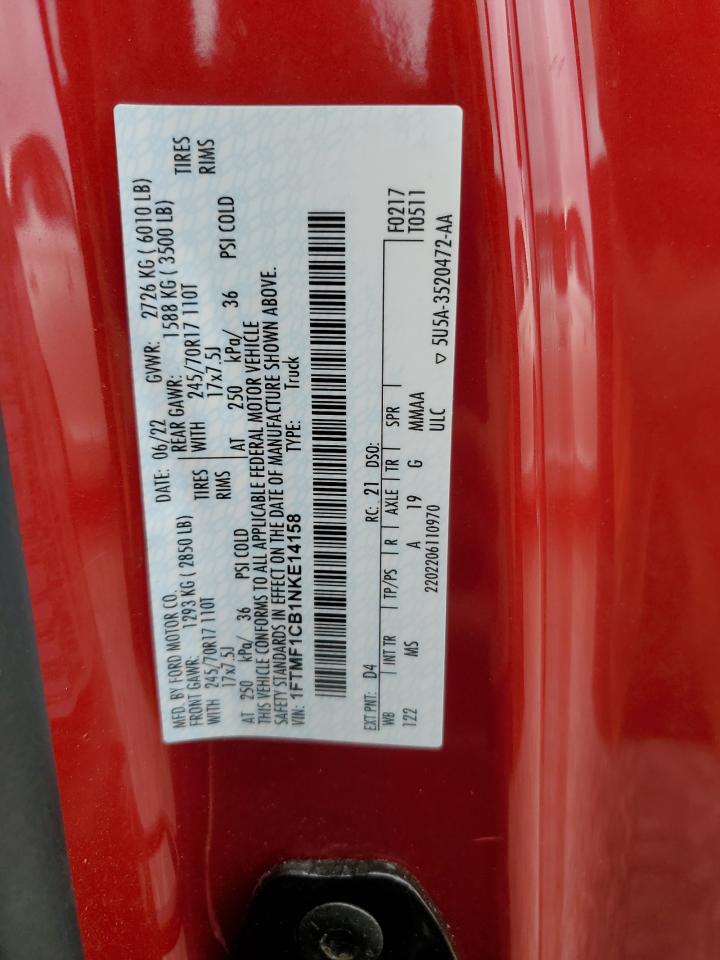 MFD. BY FORD MOTOR CO. DATE: 06/22 GVWR: 2726 KG ( 6010 LB)
FRONT GAWR: 1293 KG ( 2850 LB) REAR GAWR: 1588 KG ( 3500 LB)
WITH 245/70R17 110T TIRES WITH 245/70R17 110T TIRES
17x7.5J RIMS 17x7.5J RIMS
AT 250 kPa/ 36 PSI COLD AT 250 kPa/ 36 PSI COLD
THIS VEHICLE CONFORMS TO ALL APPLICABLE FEDERAL MOTOR VEHICLE
SAFETY STANDARDS IN EFFECT ON THE DATE OF MANUFACTURE SHOWN ABOVE.
VIN: 1FTMF1CB1NKE14158 TYPE: Truck
EXT PNT: D4 RC: 21 DSO: F0217
WB INT TR TP/PS R AXLE TR SPR T0511
122 MS A 19 G MMAA
2202206110970 ULC
▽ 5U5A-3520472-AA